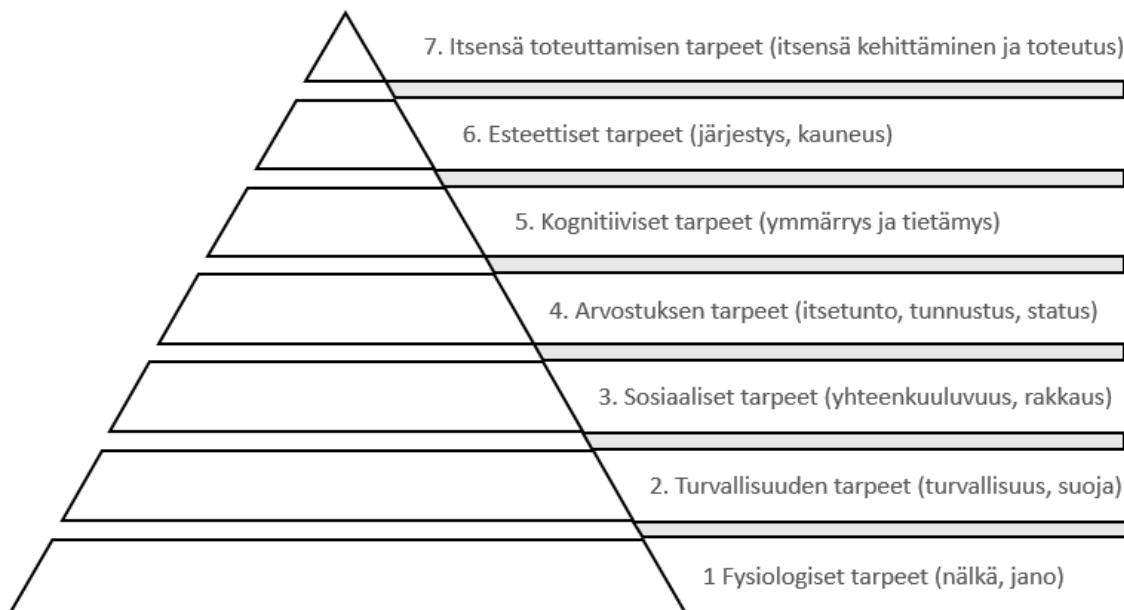 7. Itsensä toteuttamisen tarpeet (itsensä kehittäminen ja toteutus)
6. Esteettiset tarpeet (järjestys, kauneus)
5. Kognitiiviset tarpeet (ymmärrys ja tietämys)
4. Arvostuksen tarpeet (itsetunto, tunnustus, status)
3. Sosiaaliset tarpeet (yhteenkuuluvuus, rakkaus)
2. Turvallisuuden tarpeet (turvallisuus, suoja)
1 Fysiologiset tarpeet (nälkä, jano)